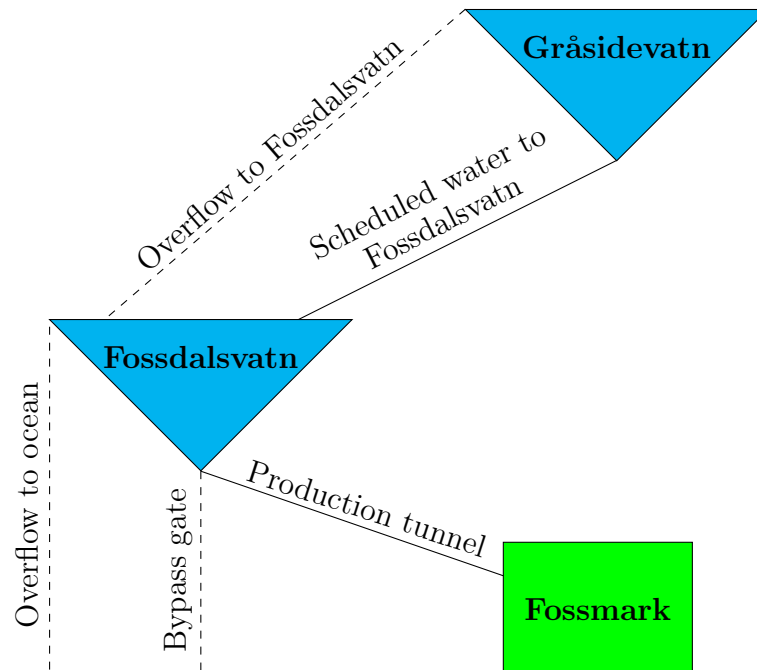 Gråsidevatn
Overflow to Fossdalsvatn
Scheduled water to
Fossdalsvatn
Fossdalsvatn
Overflow to ocean
Bypass gate
Production tunnel
Fossmark